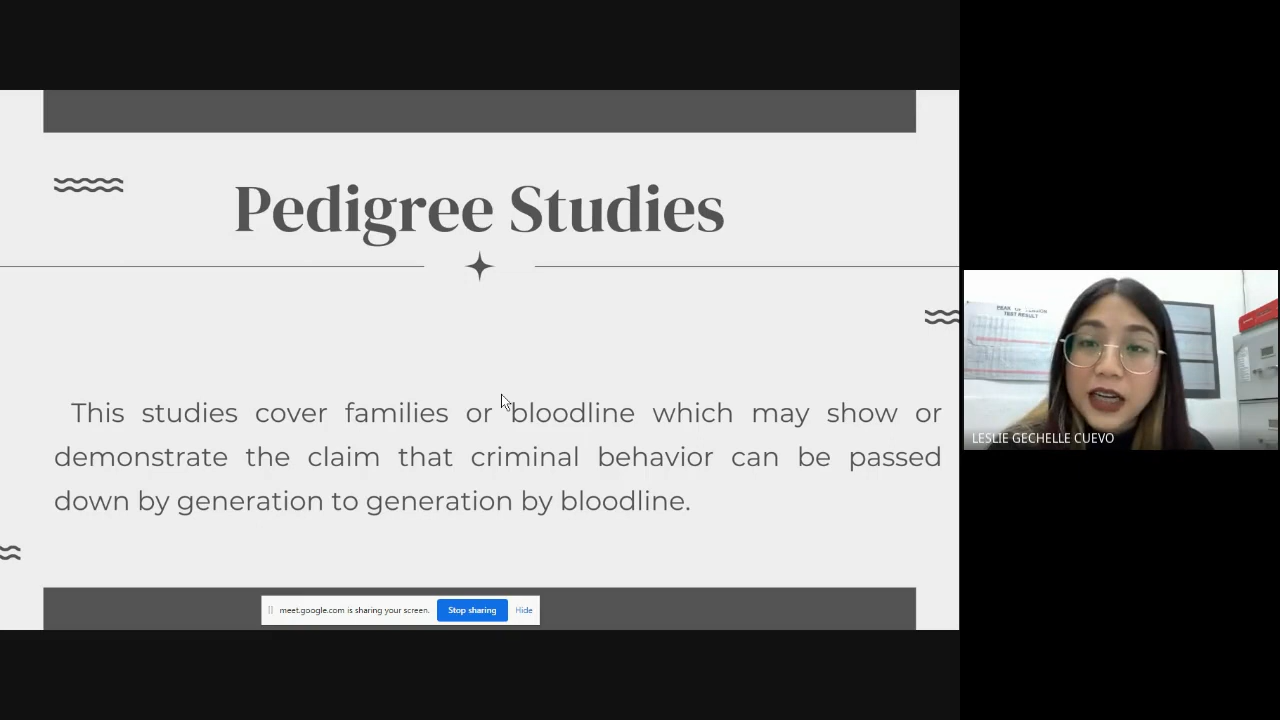 Pedigree Studies
This studies cover families or bloodline which may show or
demonstrate the claim that criminal behavior can be passed
down by generation to generation by bloodline.
meet.google.com is sharing your screen. Stop sharing Hide
TEST RESULT
LESLIE GECHELLE CUEVO